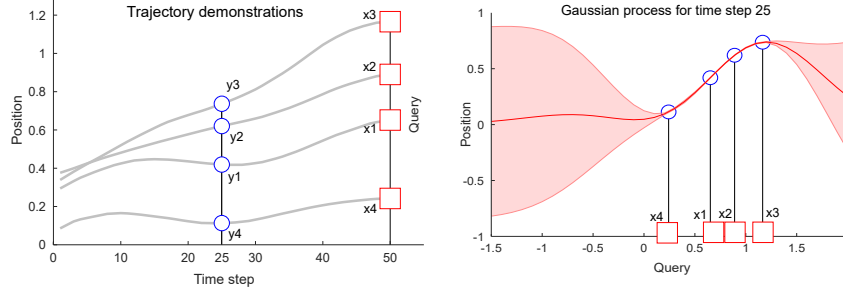 Trajectory demonstrations
1.2
1
0.8
0.6
0.4
0.2
0
Position
0
10
20
30
40
50
Time step
Query
x3
x2
x1
x4
y3
y2
y1
y4
Gaussian process for time step 25
1
0.5
0
-0.5
-1
Position
-1.5
-1
-0.5
0
0.5
1
1.5
Query
x4
x1
x2
x3